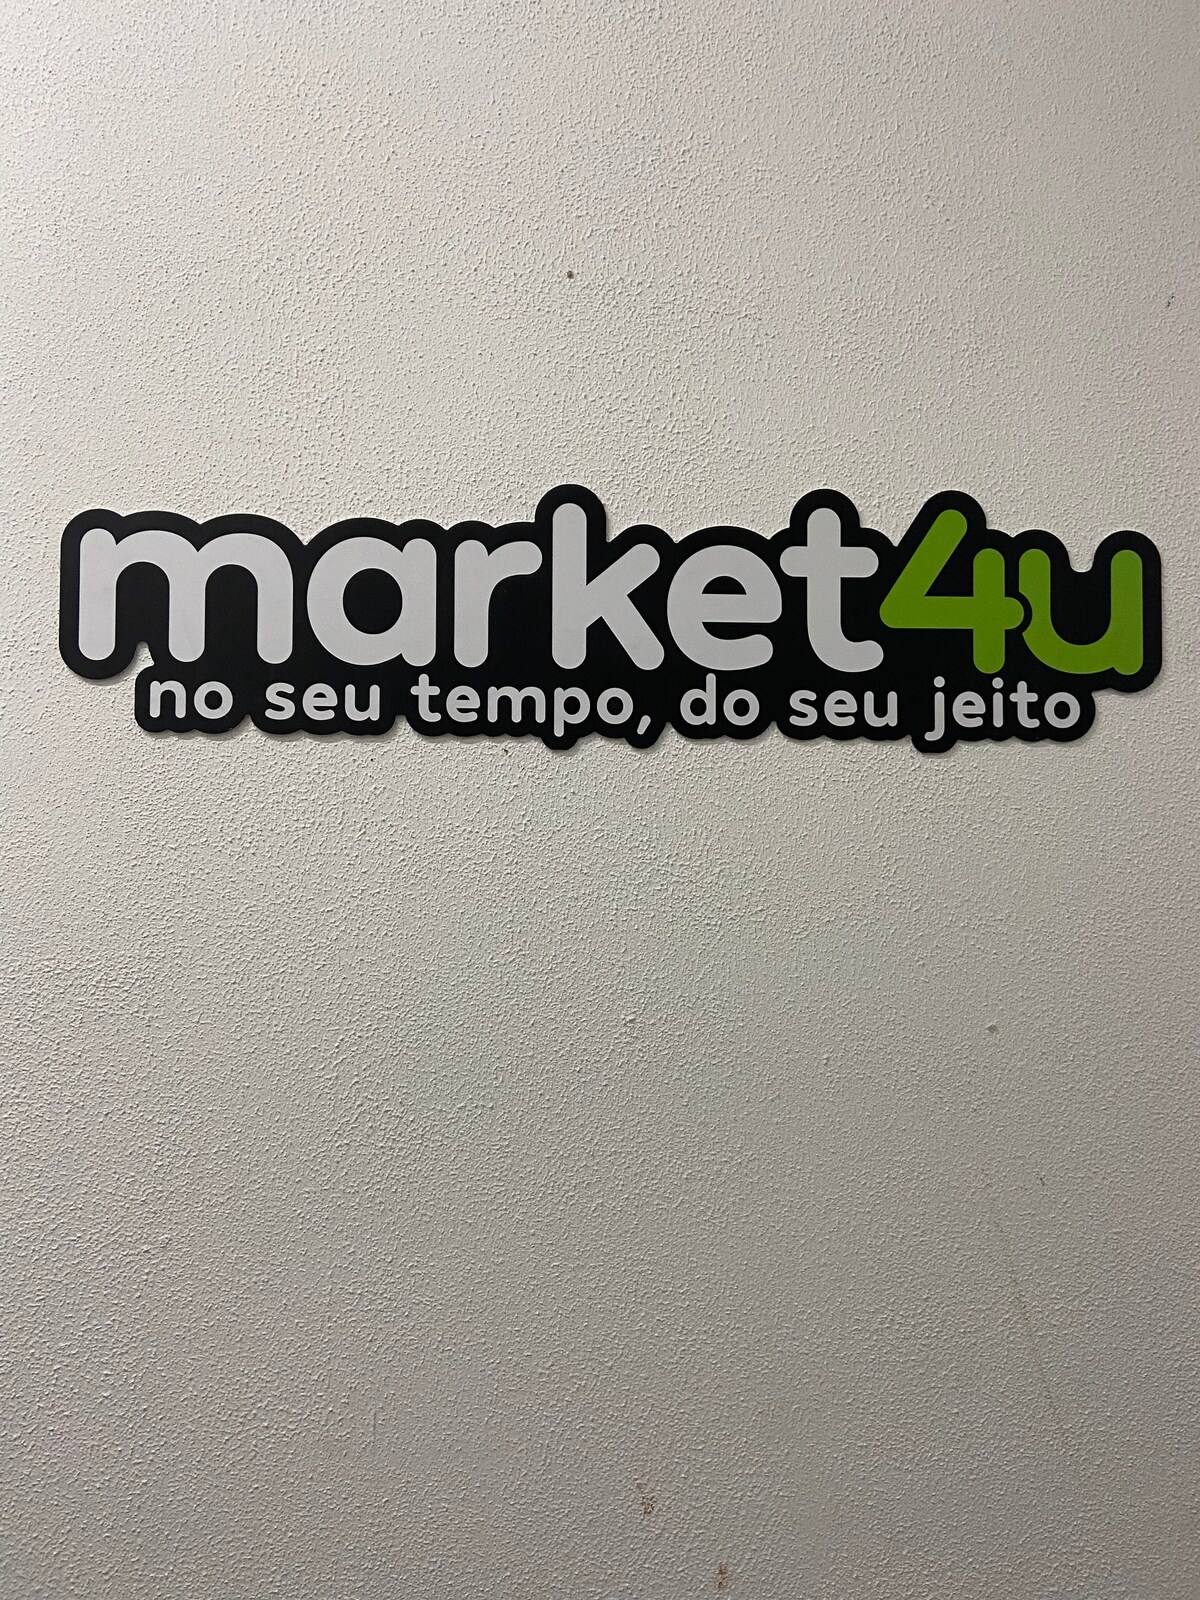 market4u
no seu tempo, do seu jeito